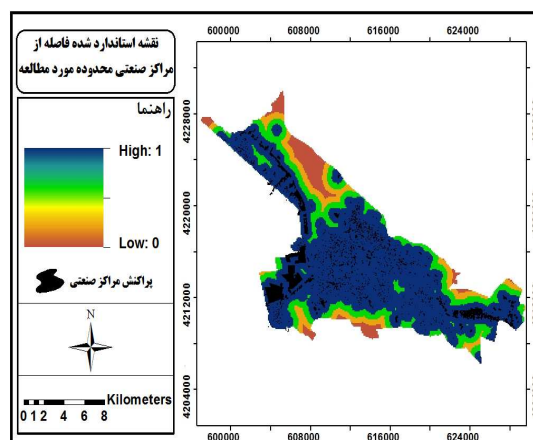 نقشه استاندارد شده فاصله از
مراکز صنعتی محدوده مورد مطالعه
راهنما
High: 1
Low: 0
پراکنش مراکز صنعتی
N
Kilometers
0 1 2 4 6 8
600000 608000 616000 624000
4228000
4220000
4212000
4204000
600000 608000 616000 624000